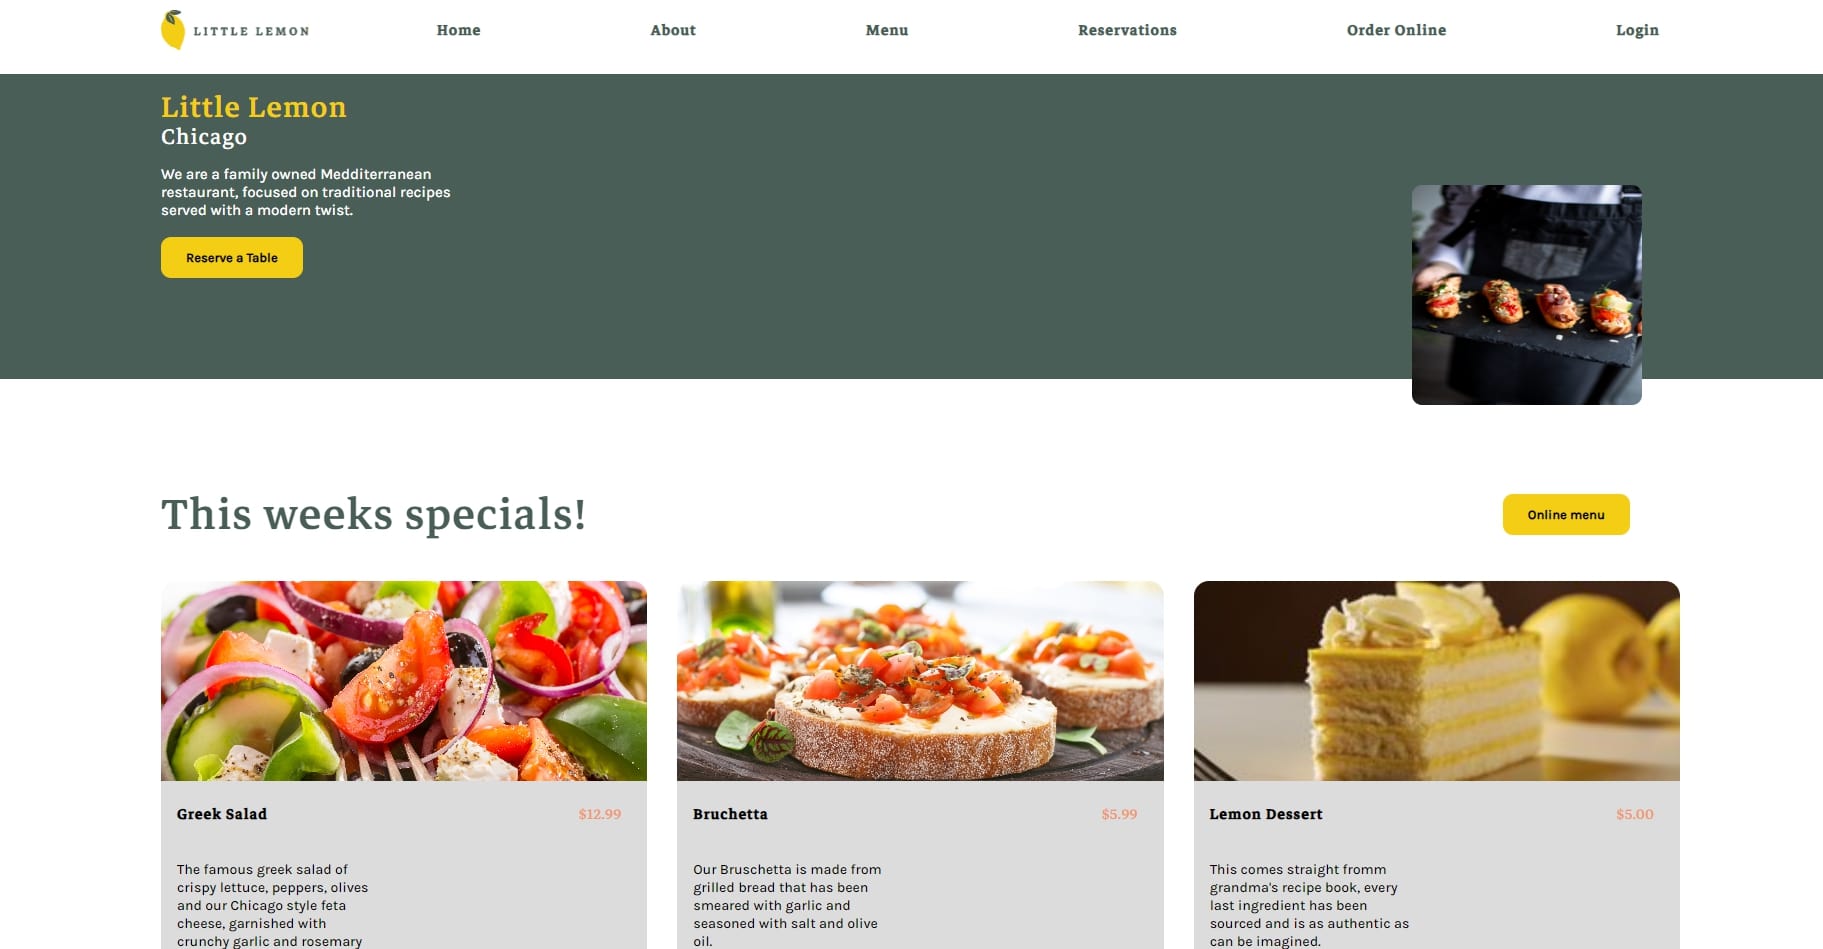 LITTLE LEMON
Home
About
Menu
Reservations
Order Online
Login
Little Lemon
Chicago
We are a family owned Medditerranean
restaurant, focused on traditional recipes
served with a modern twist.
Reserve a Table
This weeks specials!
Online menu
Greek Salad
$12.99
The famous greek salad of
crispy lettuce, peppers, olives
and our Chicago style feta
cheese, garnished with
crunchy garlic and rosemary
Bruchetta
$5.99
Our Bruschetta is made from
grilled bread that has been
smeared with garlic and
seasoned with salt and olive
oil.
Lemon Dessert
$5.00
This comes straight fromm
grandma's recipe book, every
last ingredient has been
sourced and is as authentic as
can be imagined.